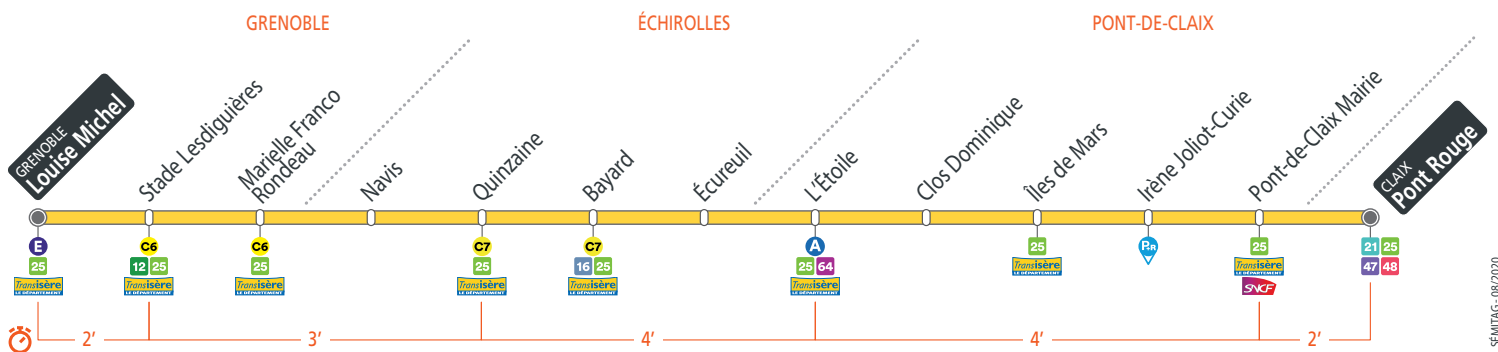 GRENOBLE
ÉCHIROLLES
PONT-DE-CLAIX
GRENOBLE
Louise Michel
Stade Lesdiguières
Marielle Franco
Rondeau
Navis
Quinzaine
Bayard
Écureuil
L'Étoile
Clos Dominique
Îles de Mars
Irène Joliot-Curie
Pont-de-Claix Mairie
CLAIX
Pont Rouge
E
25
Transisère
LE DÉPARTEMENT
C6
12 25
Transisère
LE DÉPARTEMENT
C6
25
Transisère
LE DÉPARTEMENT
C7
25
Transisère
LE DÉPARTEMENT
C7
16 25
Transisère
LE DÉPARTEMENT
A
25 64
Transisère
LE DÉPARTEMENT
25
Transisère
LE DÉPARTEMENT
P+R
25
Transisère
LE DÉPARTEMENT
SNCF
21 25
47 48
2’
3’
4’
4’
2’
SÉMITAG - 08/2020